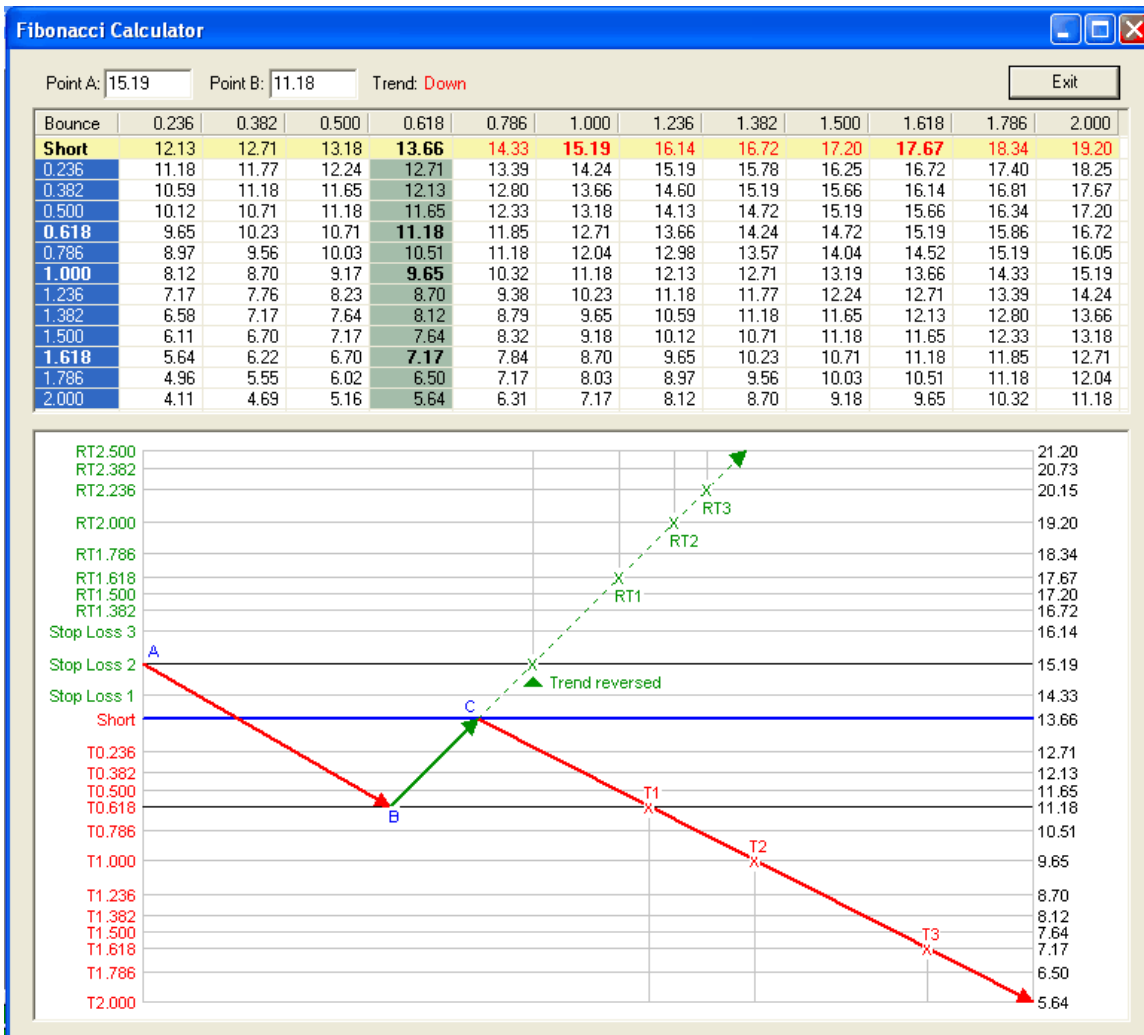 Fibonacci Calculator
Point A: 15.19 Point B: 11.18 Trend: Down Exit
Bounce 0.236 0.382 0.500 0.618 0.786 1.000 1.236 1.382 1.500 1.618 1.786 2.000
Short 12.13 12.71 13.18 13.66 14.33 15.19 16.14 16.72 17.20 17.67 18.34 19.20
0.236 11.18 11.77 12.24 12.71 13.39 14.24 15.19 15.78 16.25 16.72 17.40 18.25
0.382 10.59 11.18 11.65 12.13 12.80 13.66 14.60 15.19 15.66 16.14 16.81 17.67
0.500 10.12 10.71 11.18 11.65 12.33 13.18 14.13 14.72 15.19 15.66 16.34 17.20
0.618 9.65 10.23 10.71 11.18 11.85 12.71 13.66 14.24 14.72 15.19 15.86 16.72
0.786 8.97 9.56 10.03 10.51 11.18 12.04 12.98 13.57 14.04 14.52 15.19 16.05
1.000 8.12 8.70 9.17 9.65 10.32 11.18 12.13 12.71 13.19 13.66 14.33 15.19
1.236 7.17 7.76 8.23 8.70 9.38 10.23 11.18 11.77 12.24 12.71 13.39 14.24
1.382 6.58 7.17 7.64 8.12 8.79 9.65 10.59 11.18 11.65 12.13 12.80 13.66
1.500 6.11 6.70 7.17 7.64 8.32 9.18 10.12 10.71 11.18 11.65 12.33 13.18
1.618 5.64 6.22 6.70 7.17 7.84 8.70 9.65 10.23 10.71 11.18 11.85 12.71
1.786 4.96 5.55 6.02 6.50 7.17 8.03 8.97 9.56 10.03 10.51 11.18 12.04
2.000 4.11 4.69 5.16 5.64 6.31 7.17 8.12 8.70 9.18 9.65 10.32 11.18
RT2.500 21.20
RT2.382 20.73
RT2.236 20.15
RT3
RT2.000 19.20
RT2
RT1.786 18.34
RT1.618 17.67
RT1.500 RT1 17.20
RT1.382 16.72
Stop Loss 3 16.14
A
Stop Loss 2 15.19
Trend reversed
Stop Loss 1 14.33
C
Short 13.66
T0.236 12.71
T0.382 12.13
T0.500 T1 11.65
T0.618 11.18
B
T0.786 10.51
T2
T1.000 9.65
T1.236 8.70
T1.382 8.12
T1.500 T3 7.64
T1.618 7.17
T1.786 6.50
T2.000 5.64